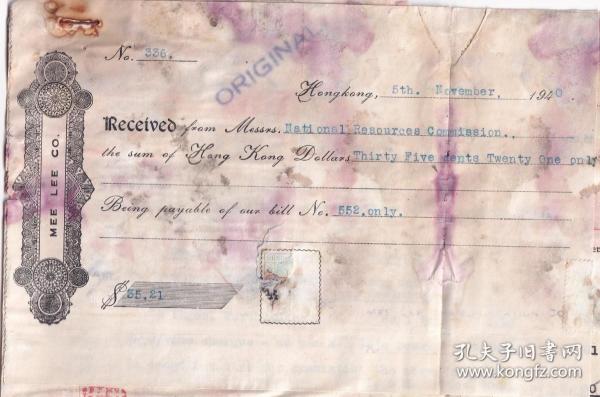 No. 336.
ORIGINAL
Hongkong, 5th. November, 1940.
Received from Messrs. National Resources Commission.,
the sum of Hong Kong Dollars Thirty Five cents Twenty One only
Being payable of our bill No. 552.only.
$ 35.21
MEE LEE CO.
孔夫子旧书网
www.kongfz.com